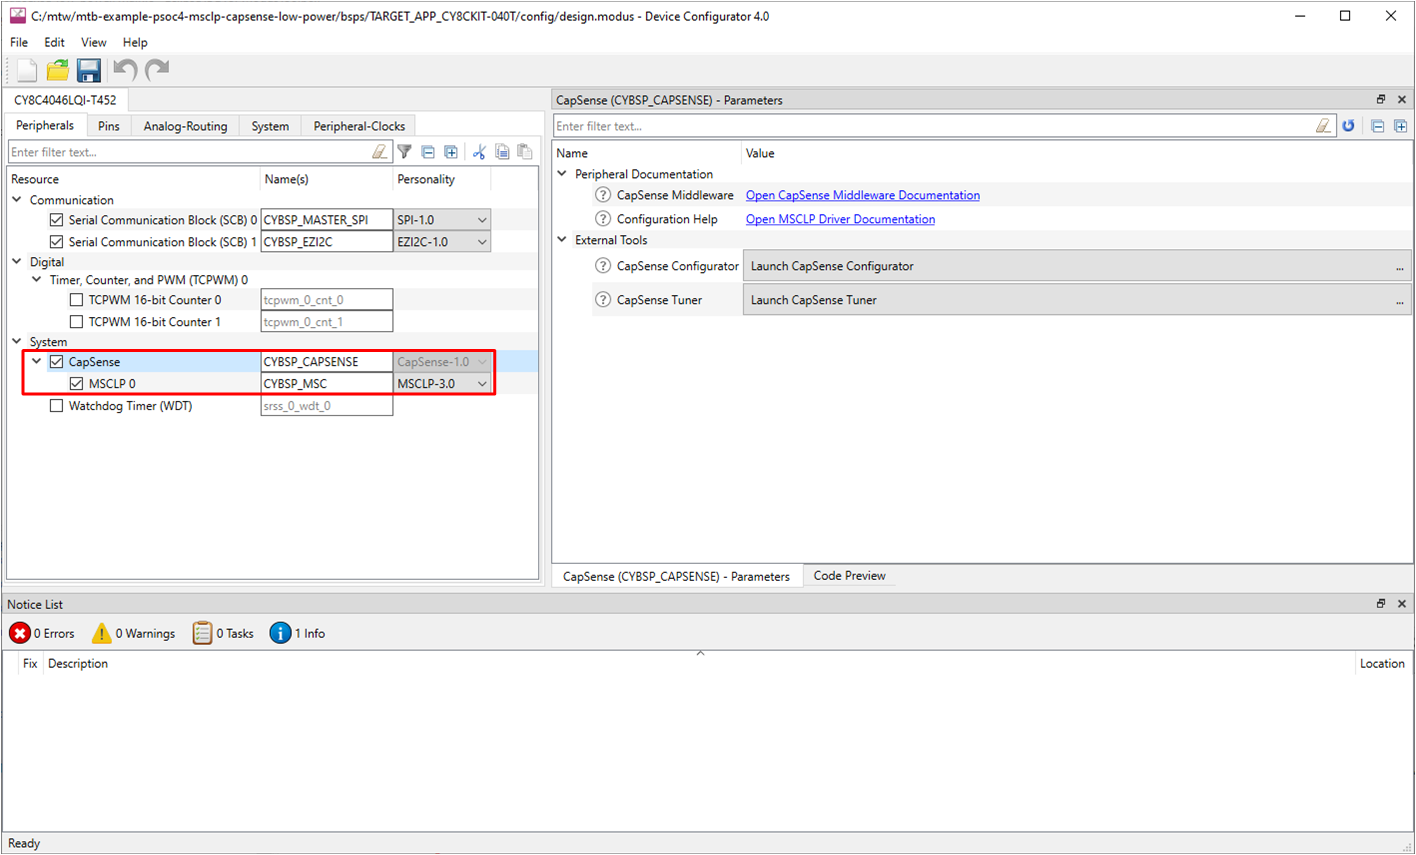 C:/mtw/mtb-example-psoc4-msclp-capsense-low-power/bsps/TARGET_APP_CY8CKIT-040T/config/design.modus - Device Configurator 4.0
File Edit View Help
CY8C4046LQI-T452
Peripherals Pins Analog-Routing System Peripheral-Clocks
Enter filter text...
Resource Name(s) Personality
Communication
Serial Communication Block (SCB) 0 CYBSP_MASTER_SPI SPI-1.0
Serial Communication Block (SCB) 1 CYBSP_EZI2C EZI2C-1.0
Digital
Timer, Counter, and PWM (TCPWM) 0
TCPWM 16-bit Counter 0 tcpwm_0_cnt_0
TCPWM 16-bit Counter 1 tcpwm_0_cnt_1
System
CapSense CYBSP_CAPSENSE CapSense-1.0
MSCLP 0 CYBSP_MSC MSCLP-3.0
Watchdog Timer (WDT) srss_0_wdt_0
CapSense (CYBSP_CAPSENSE) - Parameters
Enter filter text...
Name Value
Peripheral Documentation
? CapSense Middleware Open CapSense Middleware Documentation
? Configuration Help Open MSCLP Driver Documentation
External Tools
? CapSense Configurator Launch CapSense Configurator ...
? CapSense Tuner Launch CapSense Tuner ...
CapSense (CYBSP_CAPSENSE) - Parameters Code Preview
Notice List
0 Errors 0 Warnings 0 Tasks 1 Info
Fix Description Location
Ready